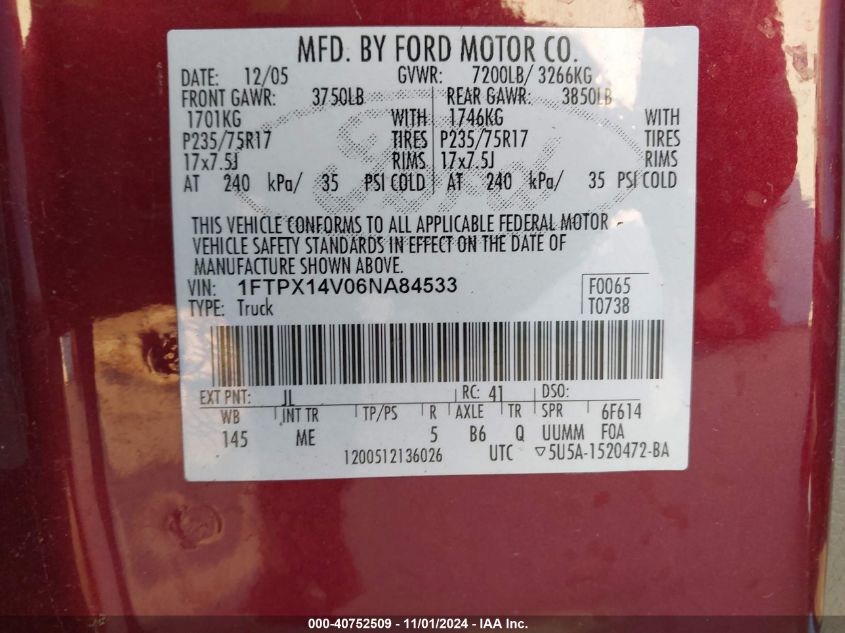 MFD. BY FORD MOTOR CO.
DATE: 12/05 GVWR: 7200LB/ 3266KG
FRONT GAWR: 3750LB REAR GAWR: 3850LB
1701KG WITH 1746KG WITH
P235/75R17 TIRES P235/75R17 TIRES
17x7.5J RIMS 17x7.5J RIMS
AT 240 kPa/ 35 PSI COLD AT 240 kPa/ 35 PSI COLD
THIS VEHICLE CONFORMS TO ALL APPLICABLE FEDERAL MOTOR
VEHICLE SAFETY STANDARDS IN EFFECT ON THE DATE OF
MANUFACTURE SHOWN ABOVE.
VIN: 1FTPX14V06NA84533 F0065
TYPE: Truck T0738
EXT PNT: JL RC: 41 DSO:
WB INT TR TP/PS R AXLE TR SPR 6F614
145 ME 5 B6 Q UUMM F0A
1200512136026 UTC ▽5U5A-1520472-BA
000-40752509 - 11/01/2024 - IAA Inc.